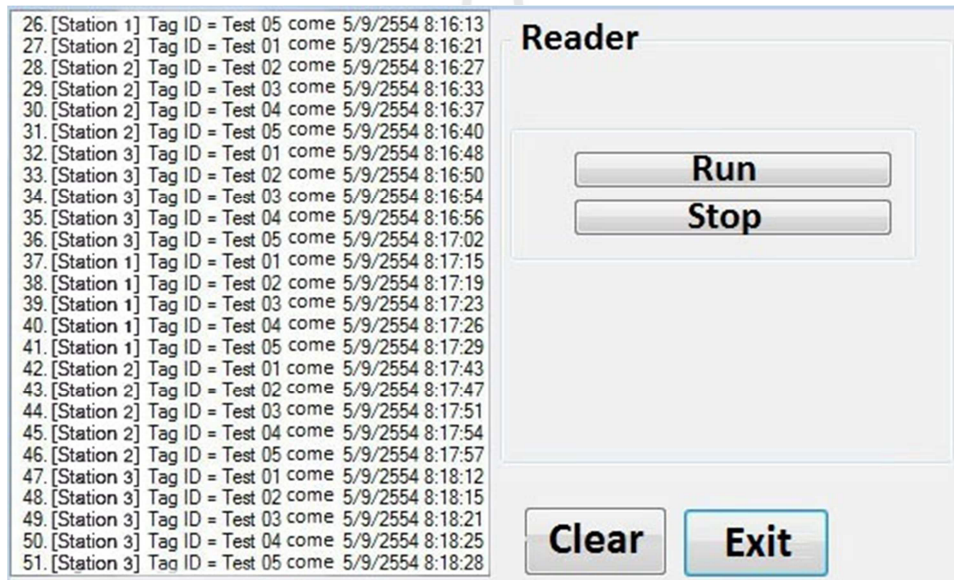 26. [Station 1] Tag ID = Test 05 come 5/9/2554 8:16:13
27. [Station 2] Tag ID = Test 01 come 5/9/2554 8:16:21
28. [Station 2] Tag ID = Test 02 come 5/9/2554 8:16:27
29. [Station 2] Tag ID = Test 03 come 5/9/2554 8:16:33
30. [Station 2] Tag ID = Test 04 come 5/9/2554 8:16:37
31. [Station 2] Tag ID = Test 05 come 5/9/2554 8:16:40
32. [Station 3] Tag ID = Test 01 come 5/9/2554 8:16:48
33. [Station 3] Tag ID = Test 02 come 5/9/2554 8:16:50
34. [Station 3] Tag ID = Test 03 come 5/9/2554 8:16:54
35. [Station 3] Tag ID = Test 04 come 5/9/2554 8:16:56
36. [Station 3] Tag ID = Test 05 come 5/9/2554 8:17:02
37. [Station 1] Tag ID = Test 01 come 5/9/2554 8:17:15
38. [Station 1] Tag ID = Test 02 come 5/9/2554 8:17:19
39. [Station 1] Tag ID = Test 03 come 5/9/2554 8:17:23
40. [Station 1] Tag ID = Test 04 come 5/9/2554 8:17:26
41. [Station 1] Tag ID = Test 05 come 5/9/2554 8:17:29
42. [Station 2] Tag ID = Test 01 come 5/9/2554 8:17:43
43. [Station 2] Tag ID = Test 02 come 5/9/2554 8:17:47
44. [Station 2] Tag ID = Test 03 come 5/9/2554 8:17:51
45. [Station 2] Tag ID = Test 04 come 5/9/2554 8:17:54
46. [Station 2] Tag ID = Test 05 come 5/9/2554 8:17:57
47. [Station 3] Tag ID = Test 01 come 5/9/2554 8:18:12
48. [Station 3] Tag ID = Test 02 come 5/9/2554 8:18:15
49. [Station 3] Tag ID = Test 03 come 5/9/2554 8:18:21
50. [Station 3] Tag ID = Test 04 come 5/9/2554 8:18:25
51. [Station 3] Tag ID = Test 05 come 5/9/2554 8:18:28
Reader
Run
Stop
Clear
Exit